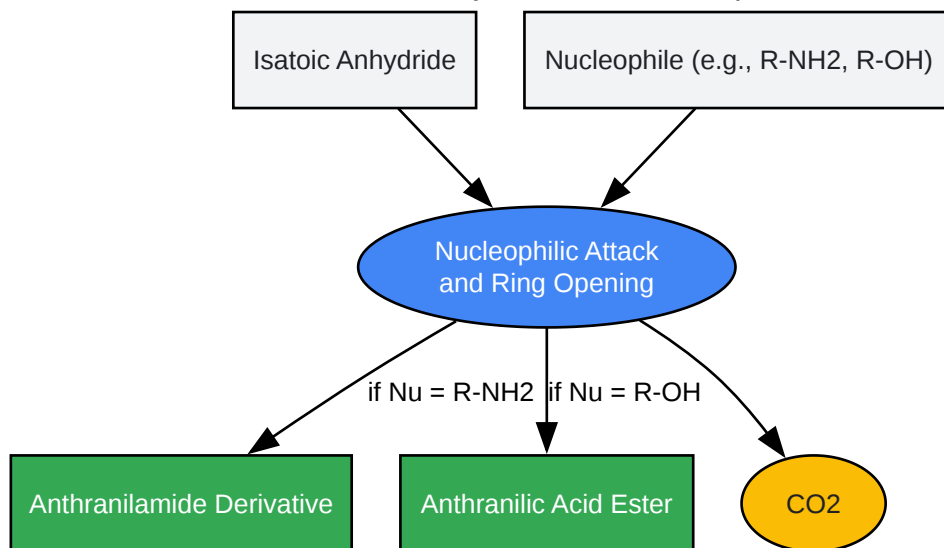 Isatoic Anhydride
Nucleophile (e.g., R-NH2, R-OH)
Nucleophilic Attack
and Ring Opening
if Nu = R-NH2
if Nu = R-OH
Anthranilamide Derivative
Anthranilic Acid Ester
CO2